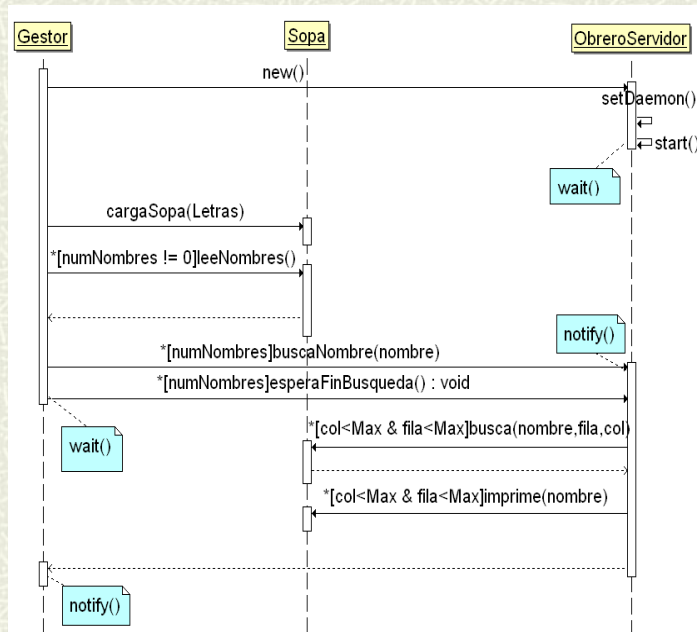 Gestor
Sopa
ObreroServidor
new()
setDaemon()
start()
wait()
cargaSopa(Letras)
*[numNombres != 0]leeNombres()
notify()
*[numNombres]buscaNombre(nombre)
*[numNombres]esperaFinBusqueda() : void
wait()
*[col<Max & fila<Max]busca(nombre,fila,col)
*[col<Max & fila<Max]imprime(nombre)
notify()